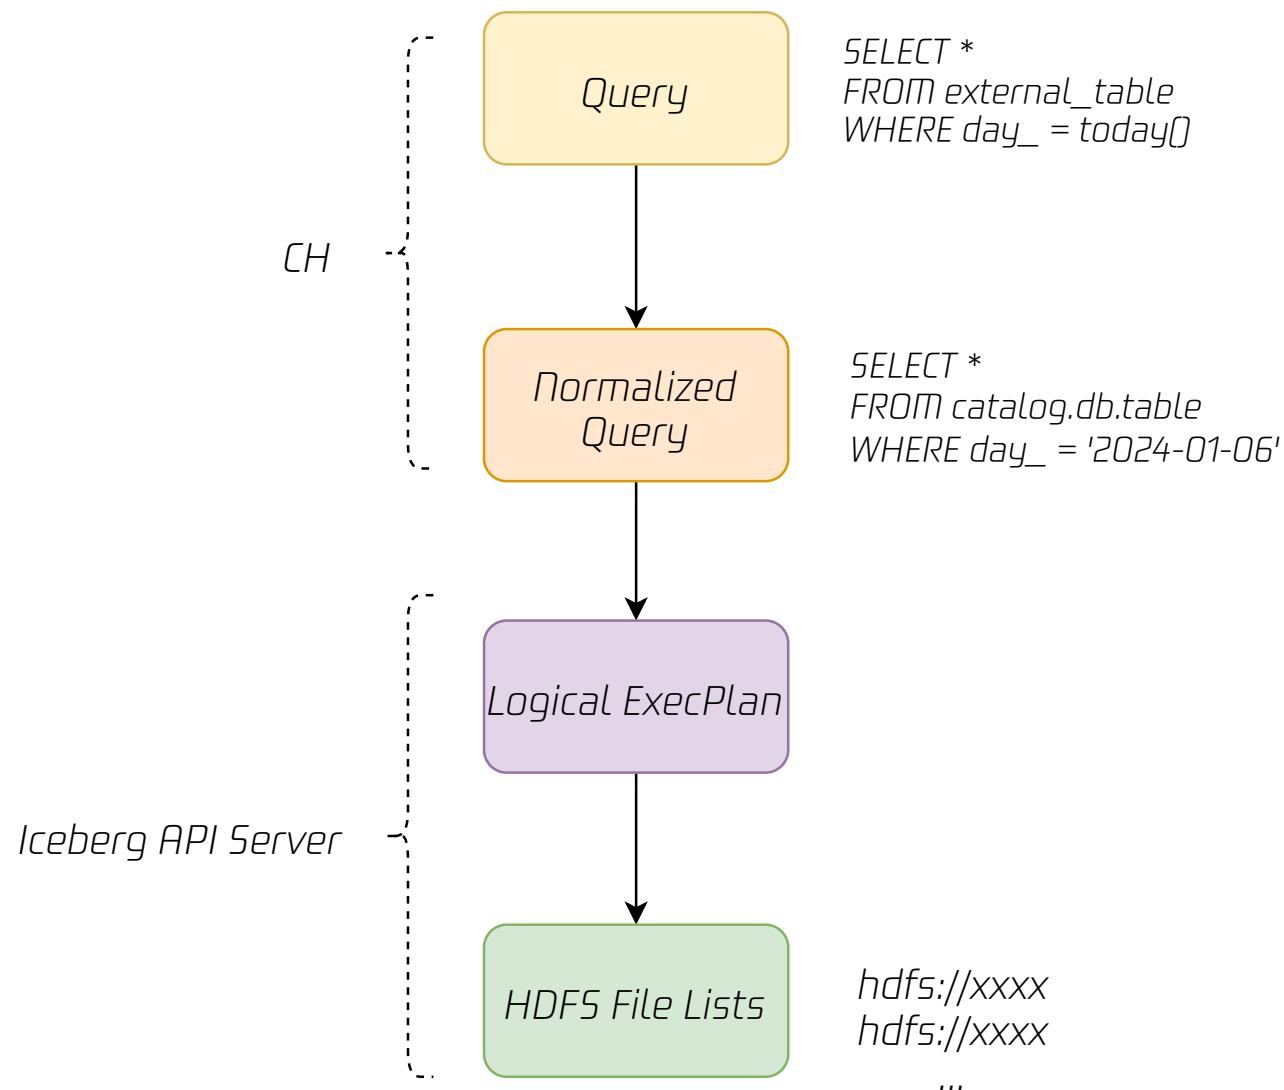 Query
SELECT *
FROM external_table
WHERE day_ = today()
CH
Normalized
Query
SELECT *
FROM catalog.db.table
WHERE day_ = '2024-01-06'
Logical ExecPlan
Iceberg API Server
HDFS File Lists
hdfs://xxxx
hdfs://xxxx
...